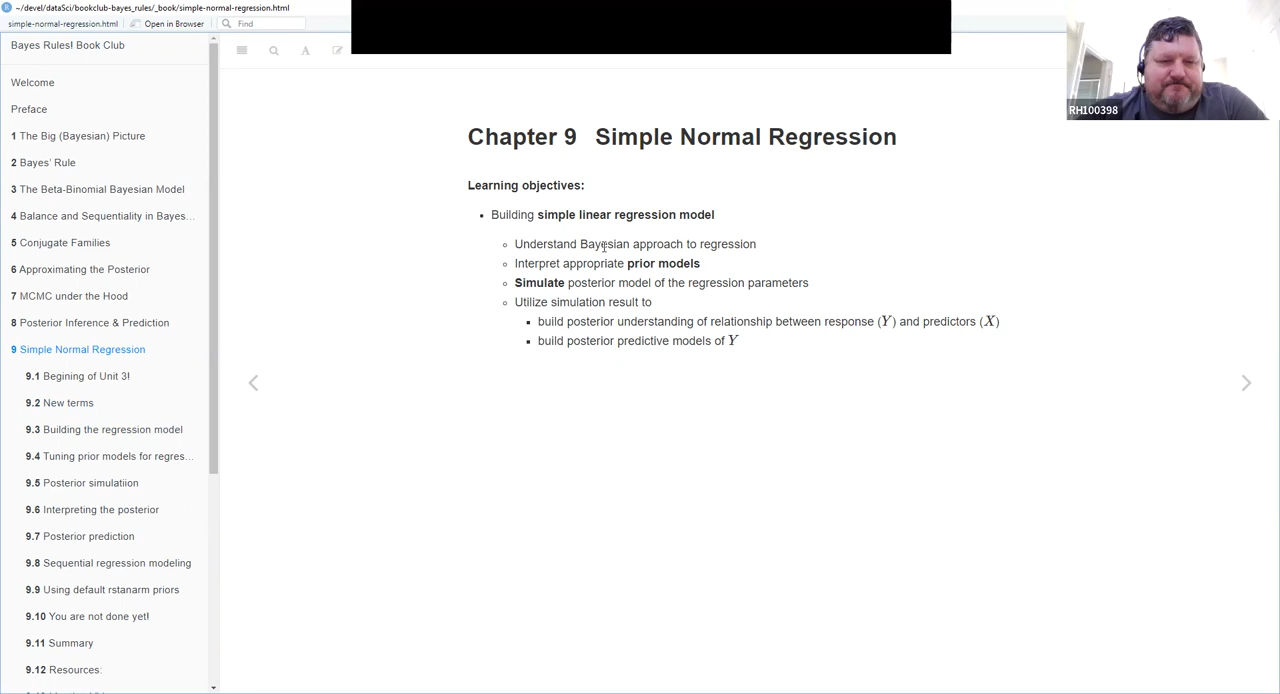 ~/devel/dataSci/bookclub-bayes_rules/_book/simple-normal-regression.html
simple-normal-regression.html
Open in Browser
Find
Bayes Rules! Book Club
Welcome
Preface
1 The Big (Bayesian) Picture
2 Bayes' Rule
3 The Beta-Binomial Bayesian Model
4 Balance and Sequentiality in Bayes...
5 Conjugate Families
6 Approximating the Posterior
7 MCMC under the Hood
8 Posterior Inference & Prediction
9 Simple Normal Regression
9.1 Begining of Unit 3!
9.2 New terms
9.3 Building the regression model
9.4 Tuning prior models for regres...
9.5 Posterior simulatiion
9.6 Interpreting the posterior
9.7 Posterior prediction
9.8 Sequential regression modeling
9.9 Using default rstanarm priors
9.10 You are not done yet!
9.11 Summary
9.12 Resources:
A
RH100398
Chapter 9 Simple Normal Regression
Learning objectives:
• Building simple linear regression model
◦ Understand Bayesian approach to regression
◦ Interpret appropriate prior models
◦ Simulate posterior model of the regression parameters
◦ Utilize simulation result to
▪ build posterior understanding of relationship between response (Y) and predictors (X)
▪ build posterior predictive models of Y